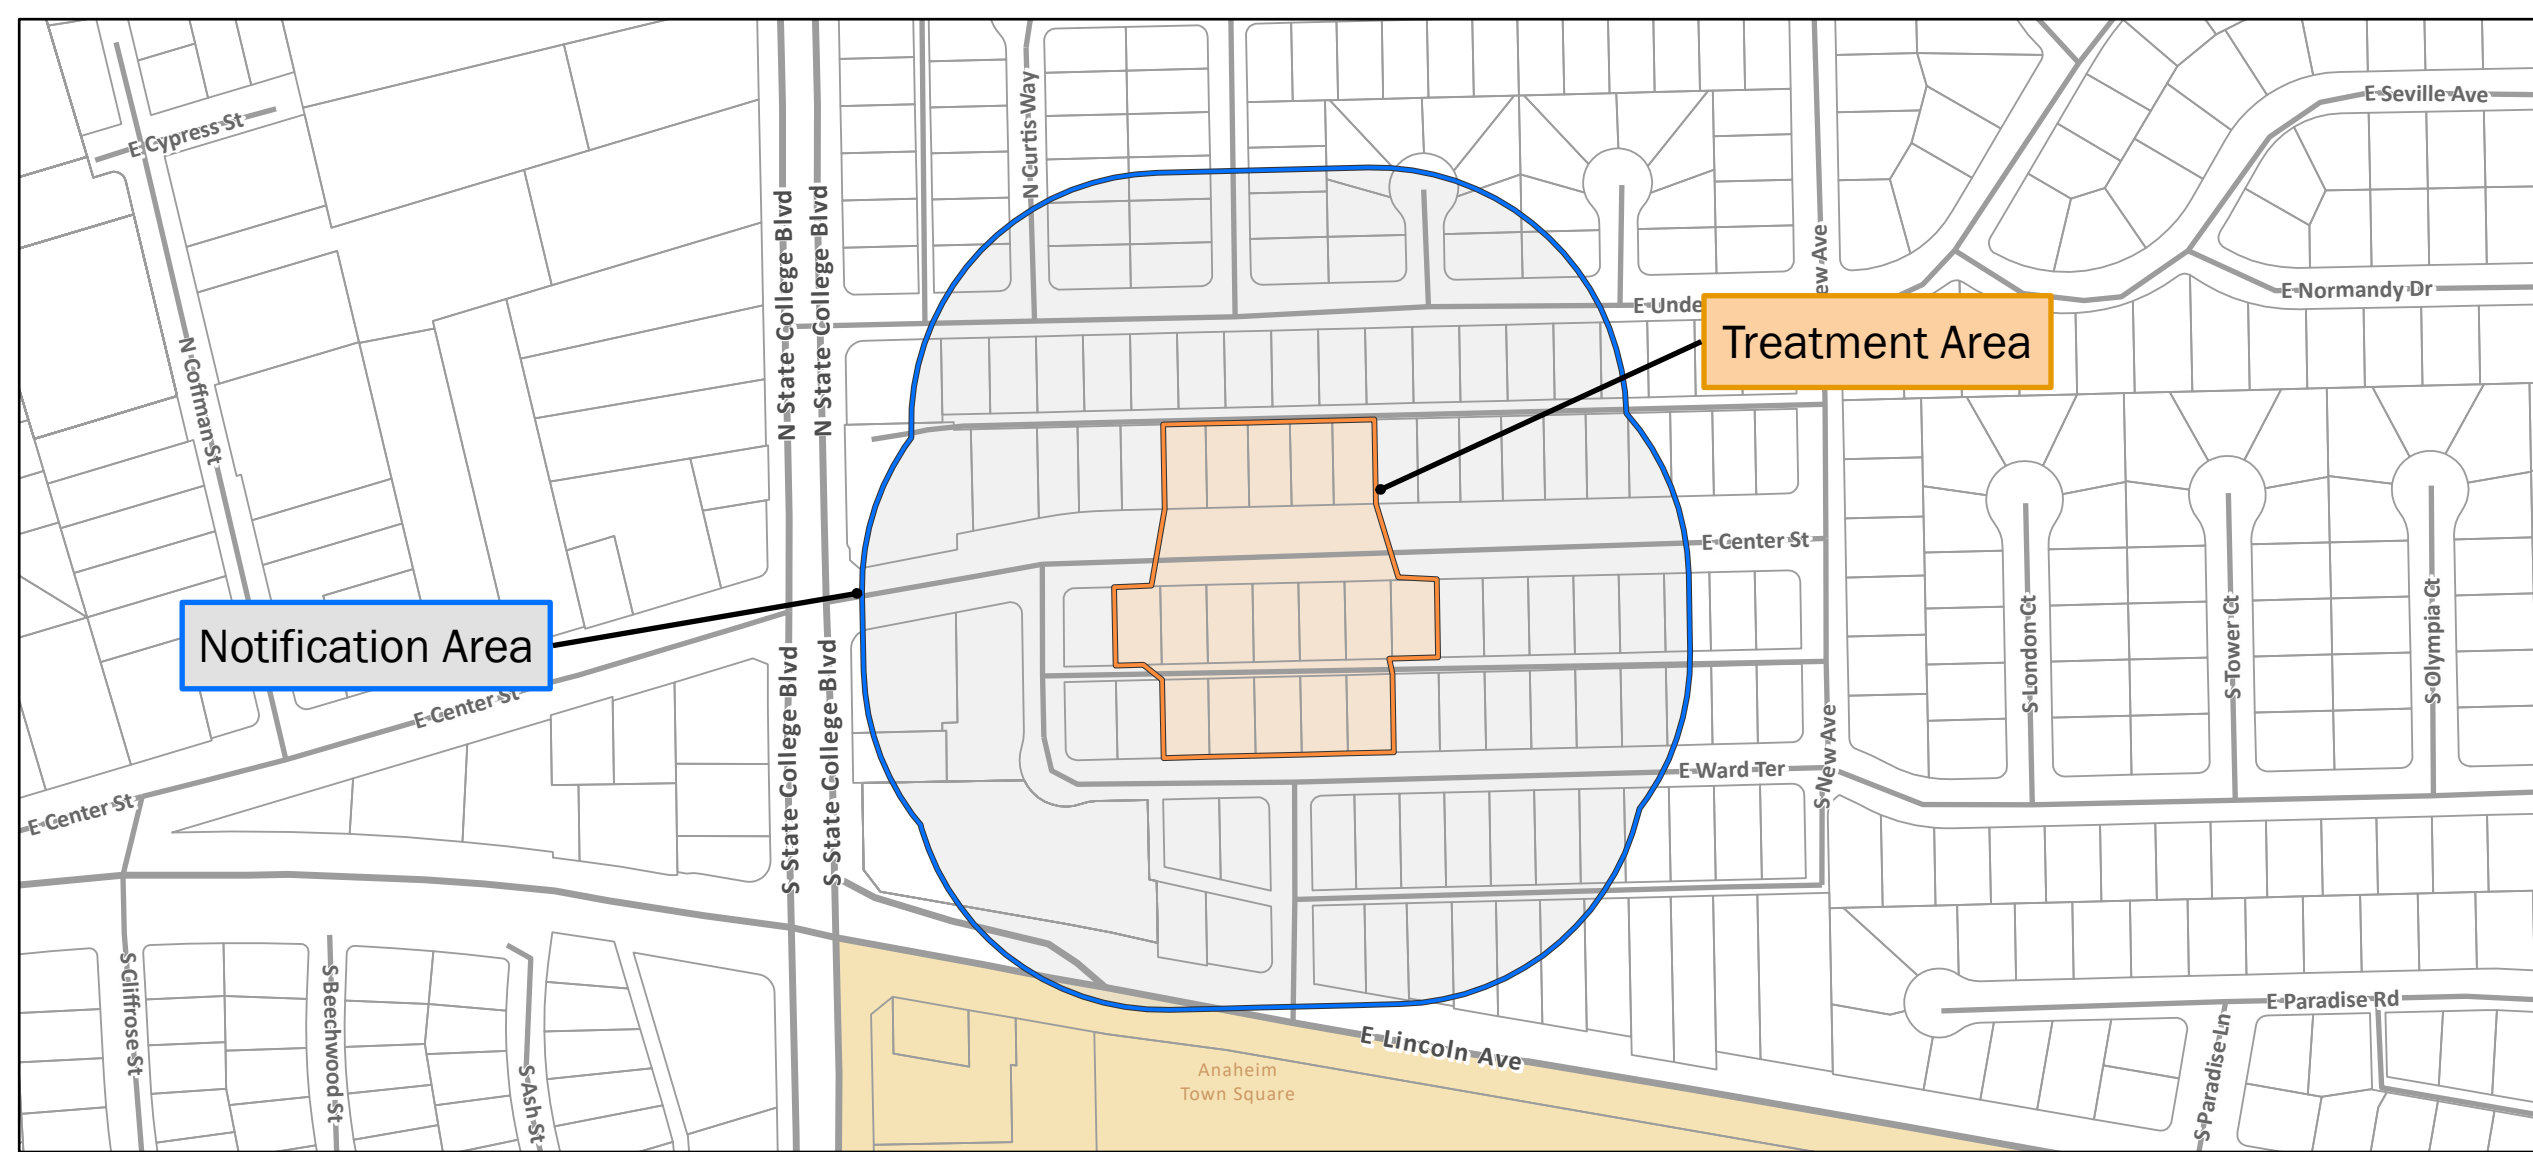 E Cypress St
N Coffman St
N State College Blvd
N State College Blvd
N Curtis Way
E Seville Ave
E Normandy Dr
ew Ave
E Unde
Treatment Area
E Center St
Notification Area
E Center St
E Center St
S State College Blvd
S State College Blvd
E Ward Ter
S New Ave
S London Ct
S Tower Ct
S Olympia Ct
S Cliffrose St
S Beechwood St
S Ash St
E Lincoln Ave
Anaheim
Town Square
E Paradise Rd
S Paradise Ln